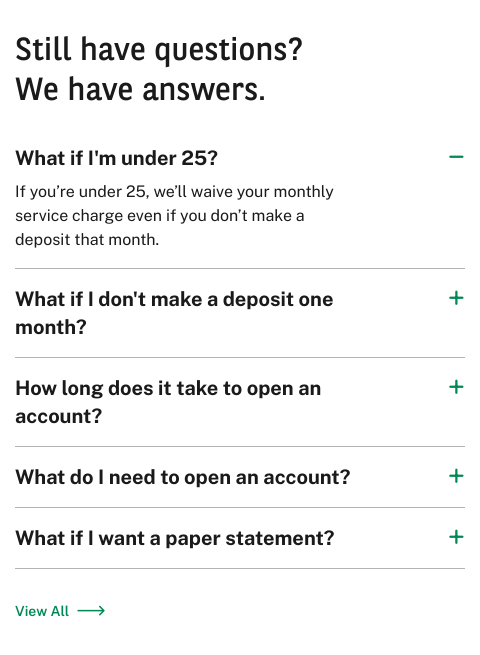 Still have questions?
We have answers.
What if I'm under 25?
If you’re under 25, we’ll waive your monthly
service charge even if you don’t make a
deposit that month.
What if I don't make a deposit one
month?
How long does it take to open an
account?
What do I need to open an account?
What if I want a paper statement?
View All